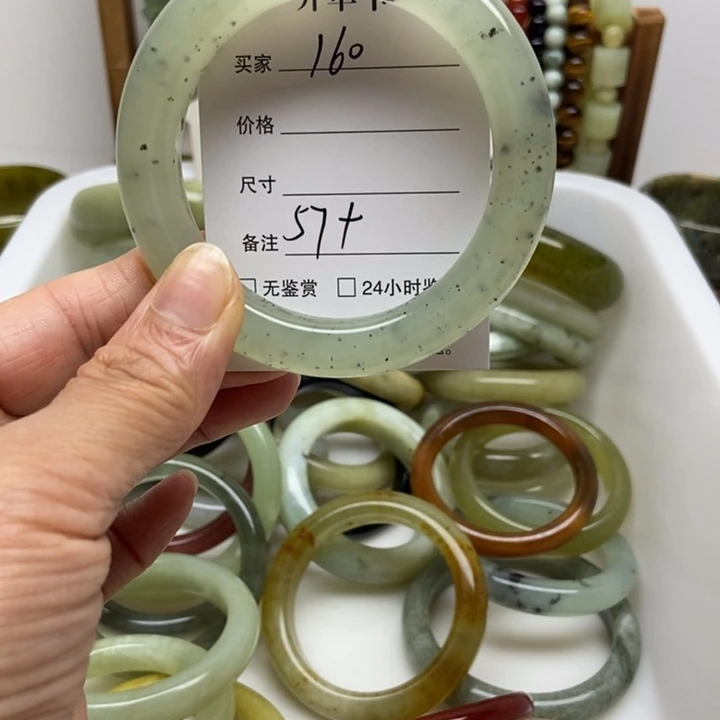 买家 160
价格
尺寸
备注 57+
□ 无鉴赏 □ 24小时